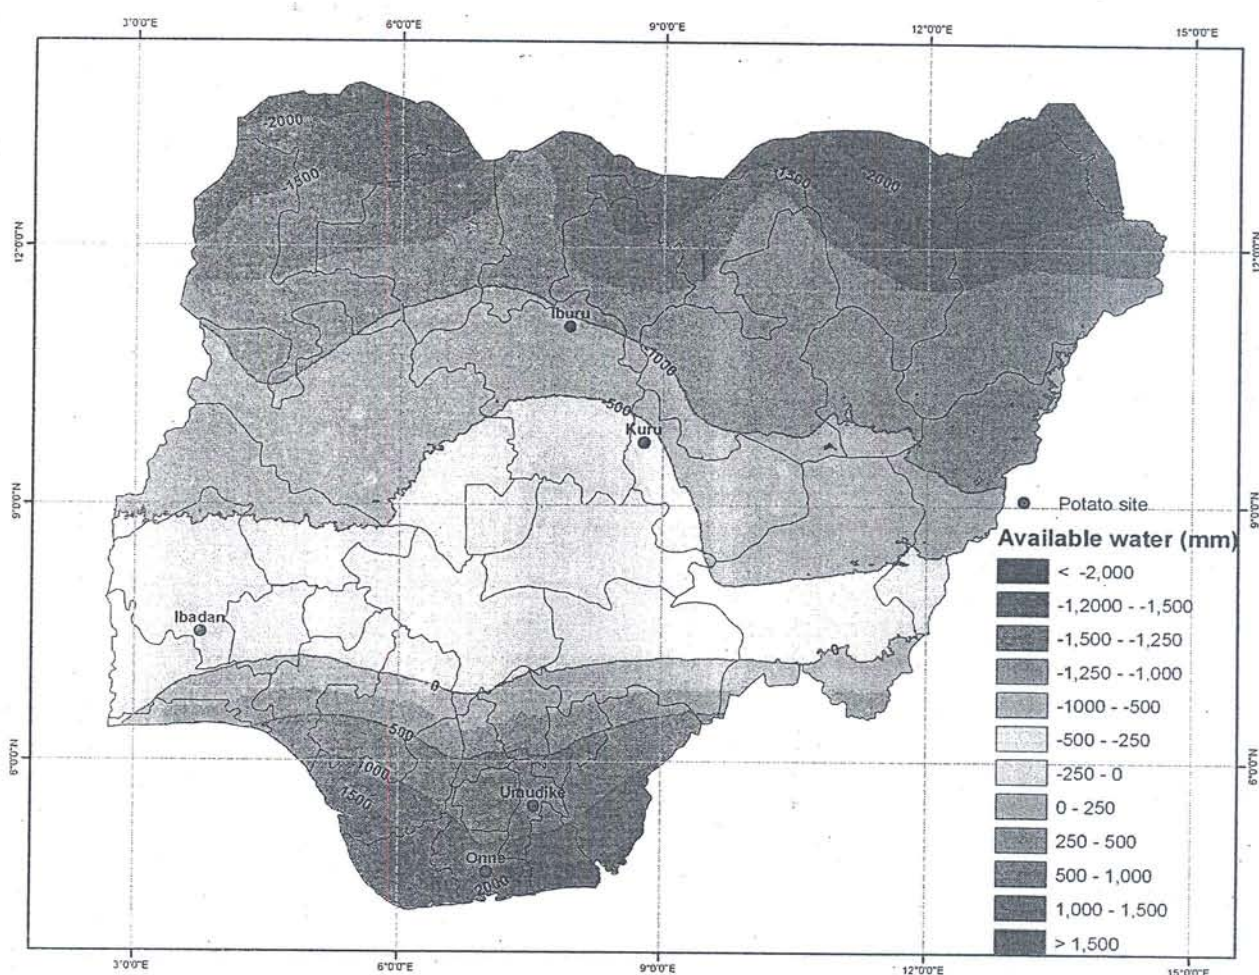 3°0'0"E 6°0'0"E 9°0'0"E 12°0'0"E 15°0'0"E
-2000
-1500
-1500
-2000
12°0'0"N
12°0'0"N
Iburu
-1000
-500
Kuru
9°0'0"N
9°0'0"N
Potato site
Available water (mm)
< -2,000
-1,2000 - -1,500
-1,500 - -1,250
-1,250 - -1,000
-1000 - -500
-500 - -250
-250 - 0
0 - 250
250 - 500
500 - 1,000
1,000 - 1,500
> 1,500
Ibadan
0
0
500
6°0'0"N
6°0'0"N
1000
1500
Umudike
Onne
2000
3°0'0"E 6°0'0"E 9°0'0"E 12°0'0"E 15°0'0"E